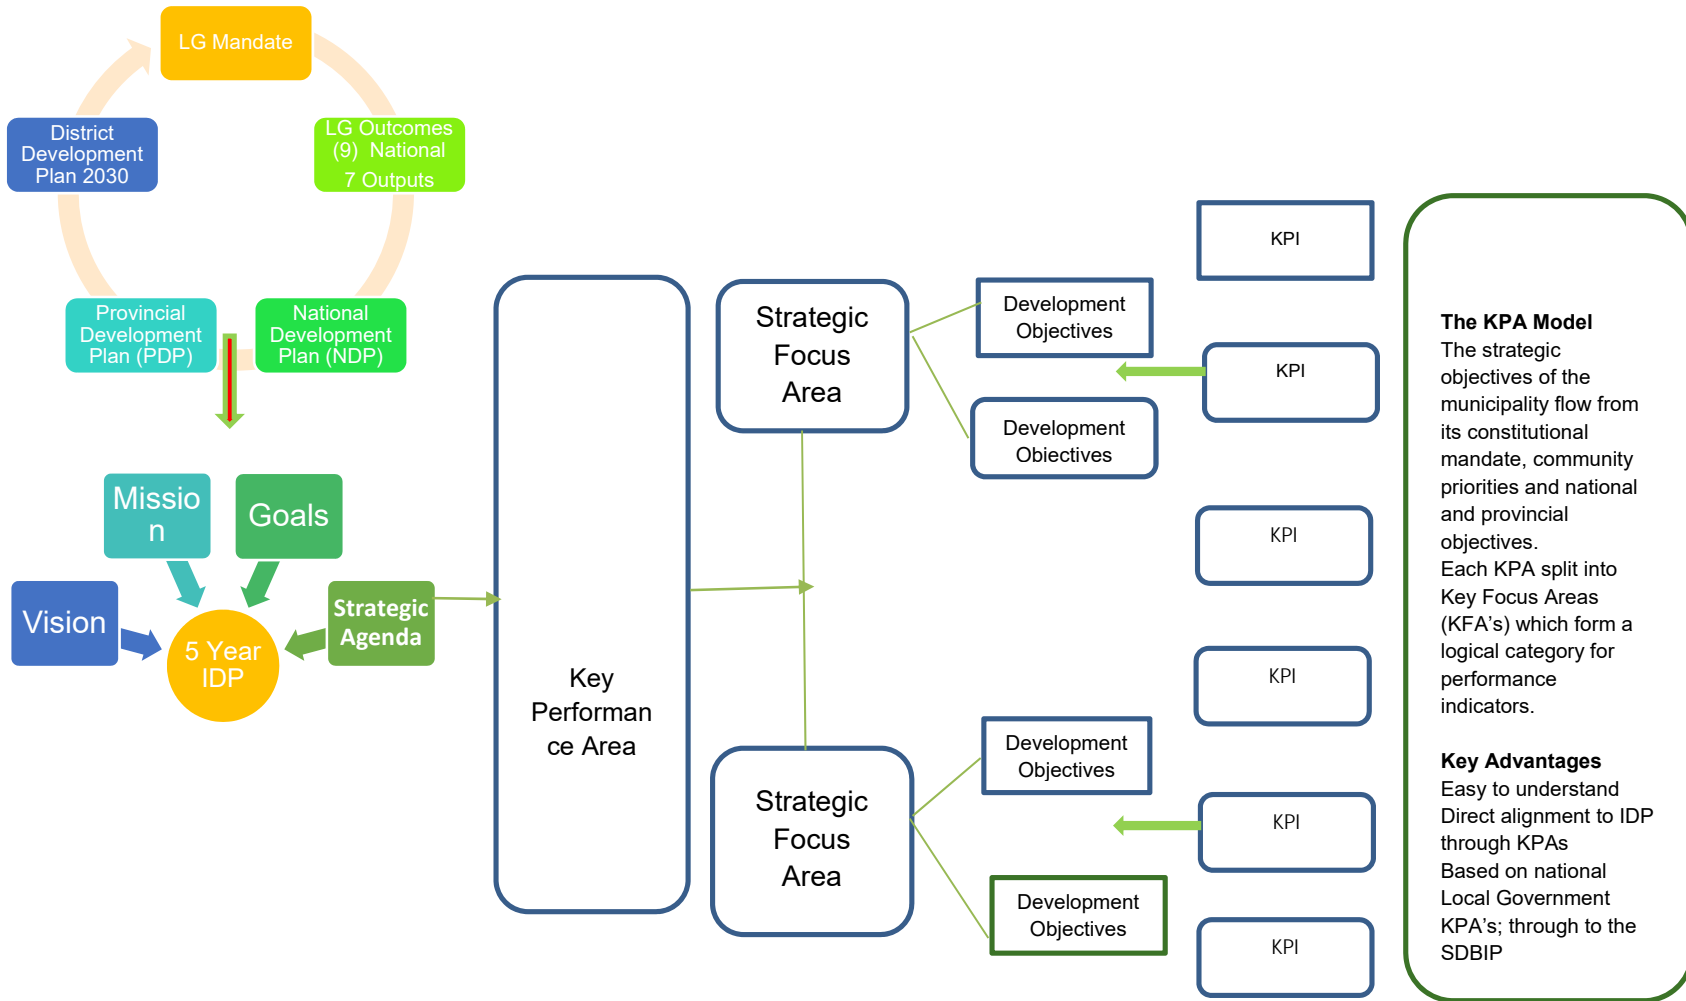 LG Mandate
District
Development
Plan 2030
LG Outcomes
(9) National
7 Outputs
Provincial
Development
Plan (PDP)
National
Development
Plan (NDP)
Missio
n
Goals
Vision
Strategic
Agenda
5 Year
IDP
Key
Performan
ce Area
Strategic
Focus
Area
Development
Objectives
Development
Obiectives
Strategic
Focus
Area
Development
Objectives
Development
Objectives
KPI
KPI
KPI
KPI
KPI
KPI
The KPA Model
The strategic
objectives of the
municipality flow from
its constitutional
mandate, community
priorities and national
and provincial
objectives.
Each KPA split into
Key Focus Areas
(KFA’s) which form a
logical category for
performance
indicators.
Key Advantages
Easy to understand
Direct alignment to IDP
through KPAs
Based on national
Local Government
KPA’s; through to the
SDBIP